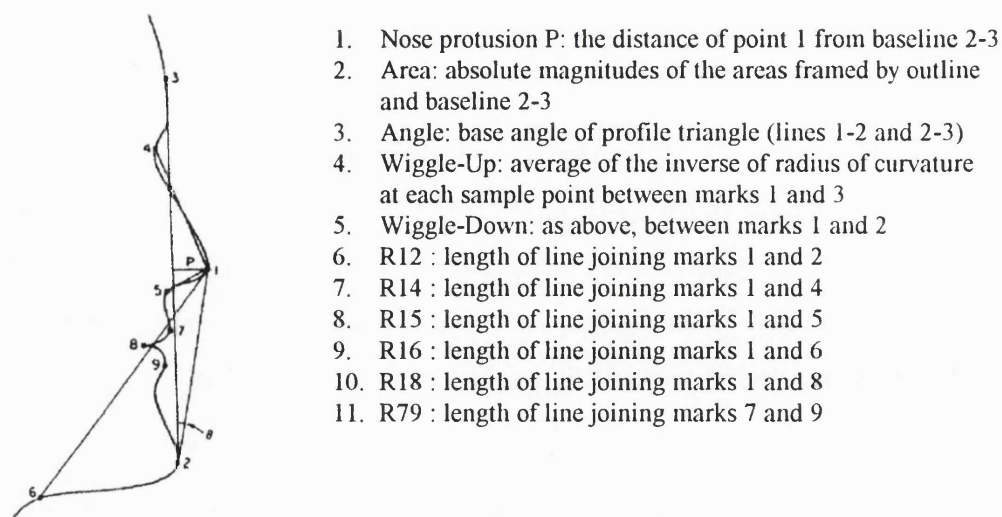 3
4
P
1
5
7
8
9
8
2
6
1. Nose protusion P: the distance of point 1 from baseline 2-3
2. Area: absolute magnitudes of the areas framed by outline
and baseline 2-3
3. Angle: base angle of profile triangle (lines 1-2 and 2-3)
4. Wiggle-Up: average of the inverse of radius of curvature
at each sample point between marks 1 and 3
5. Wiggle-Down: as above, between marks 1 and 2
6. R12 : length of line joining marks 1 and 2
7. R14 : length of line joining marks 1 and 4
8. R15 : length of line joining marks 1 and 5
9. R16 : length of line joining marks 1 and 6
10. R18 : length of line joining marks 1 and 8
11. R79 : length of line joining marks 7 and 9